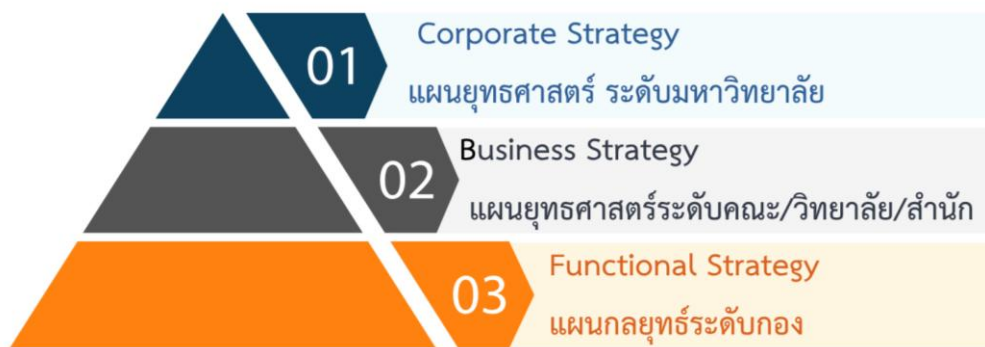 01
Corporate Strategy
แผนยุทธศาสตร์ ระดับมหาวิทยาลัย
02
Business Strategy
แผนยุทธศาสตร์ระดับคณะ/วิทยาลัย/สำนัก
03
Functional Strategy
แผนกลยุทธ์ระดับกอง